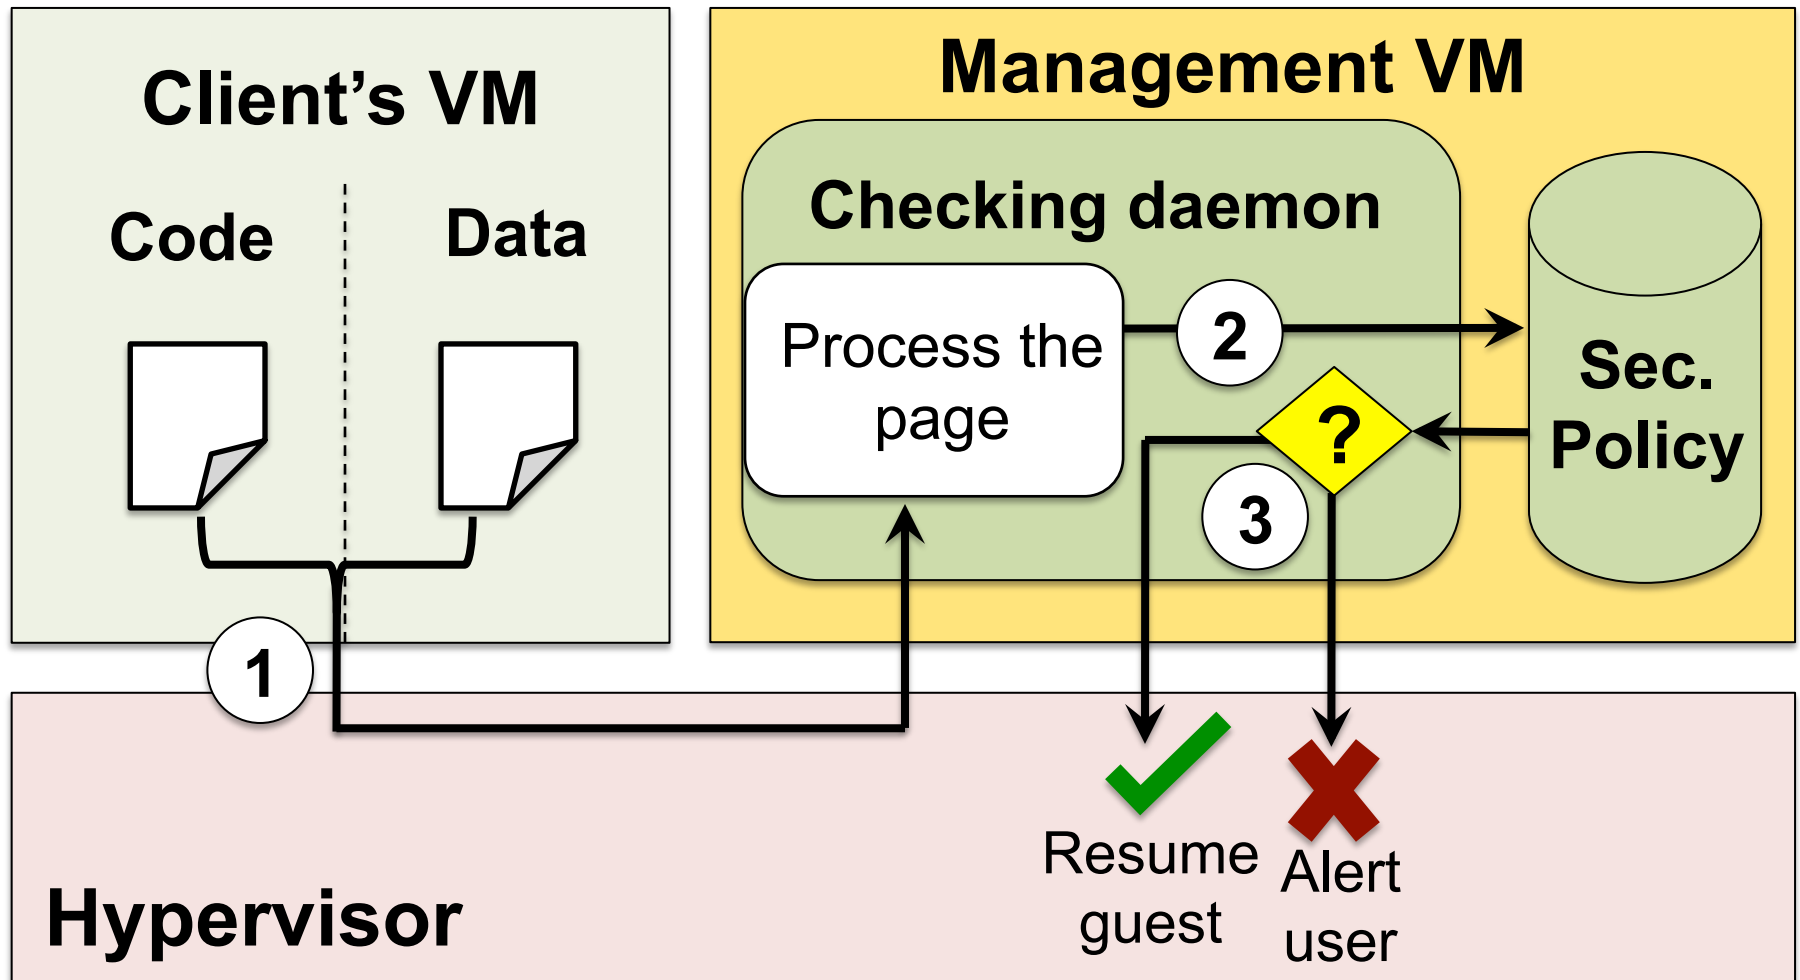 Client’s VM
Code
Data
1
Management VM
Checking daemon
Process the
page
2
?
3
Sec.
Policy
Hypervisor
Resume
guest
Alert
user